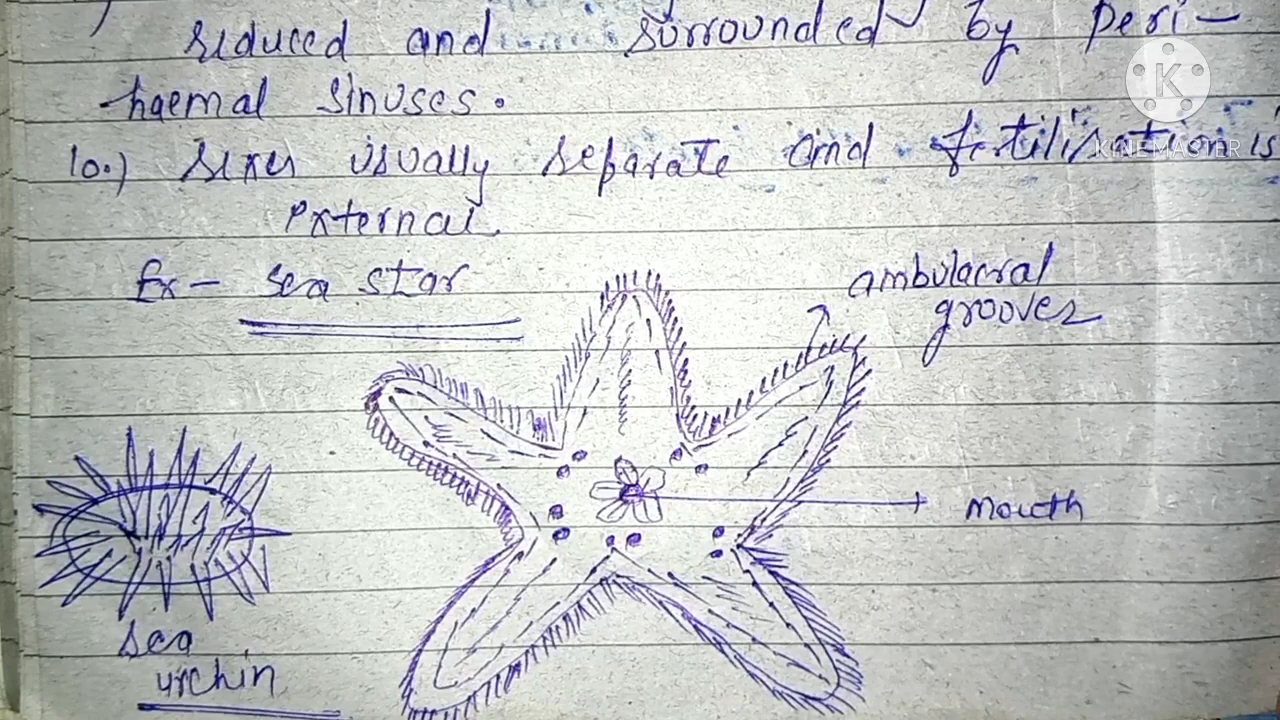 reduced and surrounded by peri-
haemal sinuses.
10.) sexes usually separate and fertilisation is
external.
Ex- sea star
ambulacral
grooves
mouth
sea
urchin
K
KINEMASTER